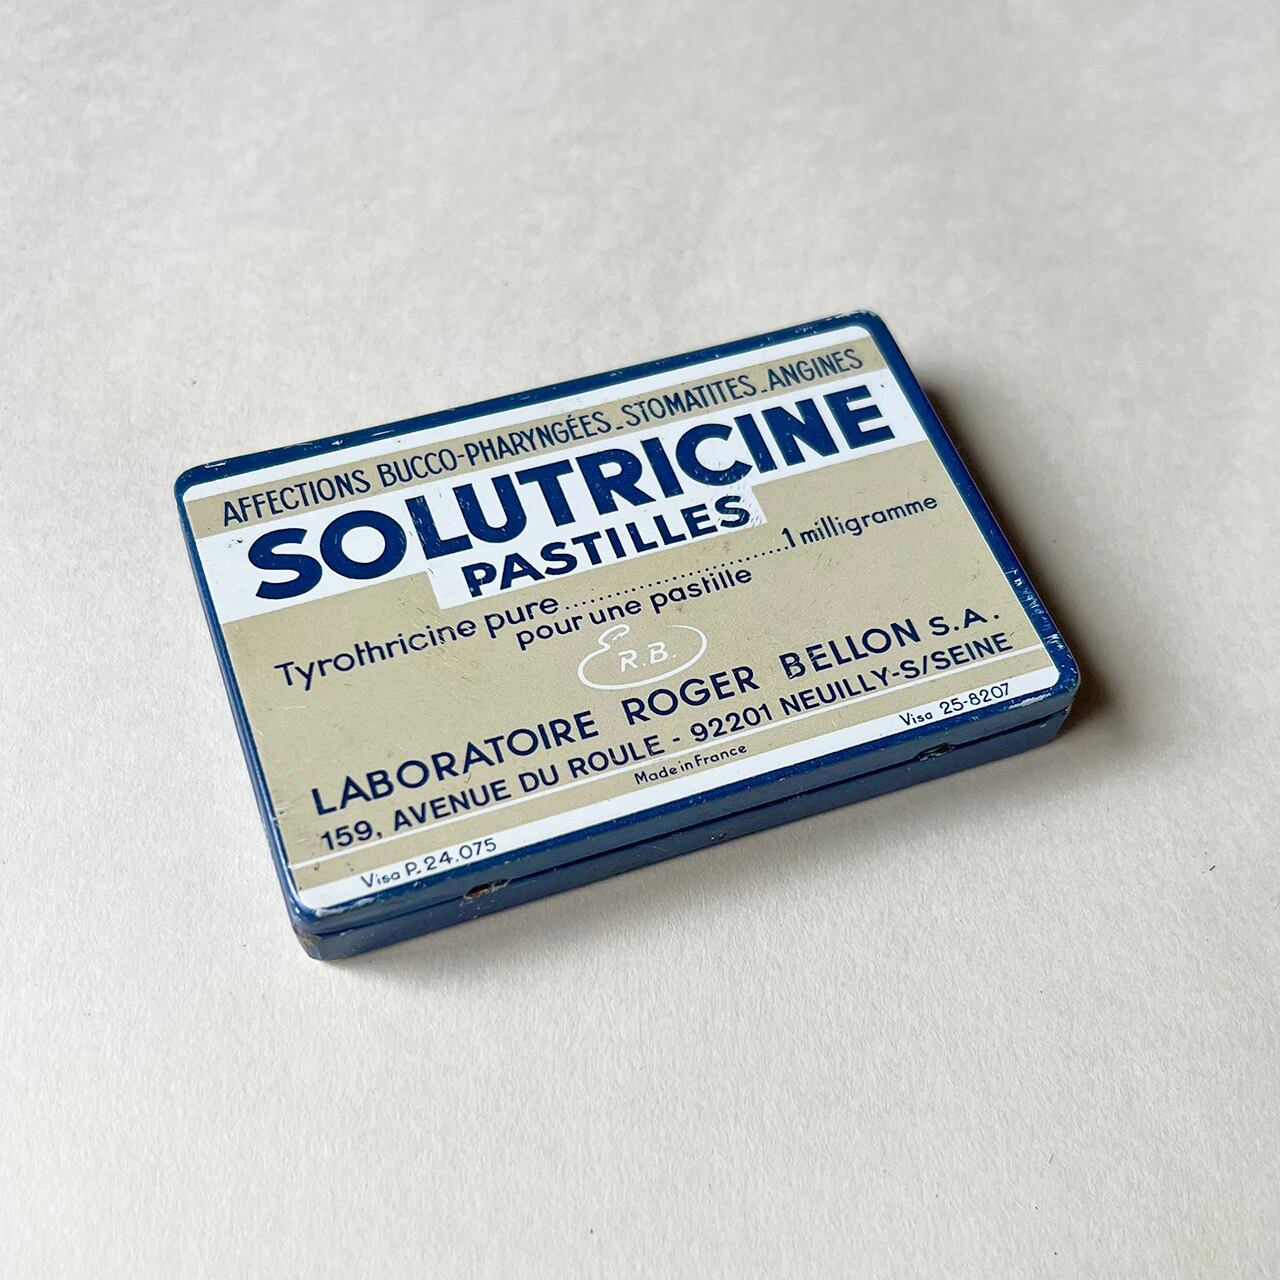 AFFECTIONS BUCCO-PHARYNGÉES_STOMATITES_ANGINES
SOLUTRICINE
PASTILLES
Tyrothricine pure........................1 milligramme
pour une pastille
R.B.
LABORATOIRE ROGER BELLON S.A.
159, AVENUE DU ROULE - 92201 NEUILLY-S/SEINE
Made in France
Visa P. 24.075
Visa 25-8207